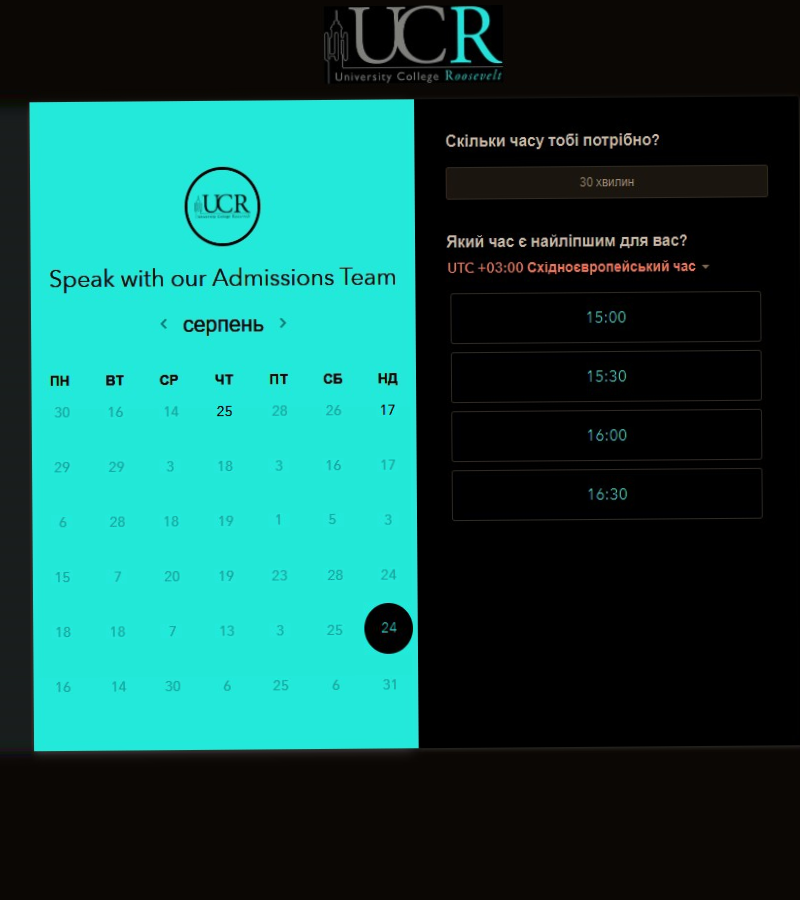 UCR
University College Roosevelt
UCR
Speak with our Admissions Team
серпень
ПН ВТ СР ЧТ ПТ СБ НД
30 16 14 25 28 26 17
29 29 3 18 3 16 17
6 28 18 19 1 5 3
15 7 20 19 23 28 24
18 18 7 13 3 25 24
16 14 30 6 25 6 31
Скільки часу тобі потрібно?
30 хвилин
Який час є найліпшим для вас?
UTC +03:00 Східноєвропейський час
15:00
15:30
16:00
16:30